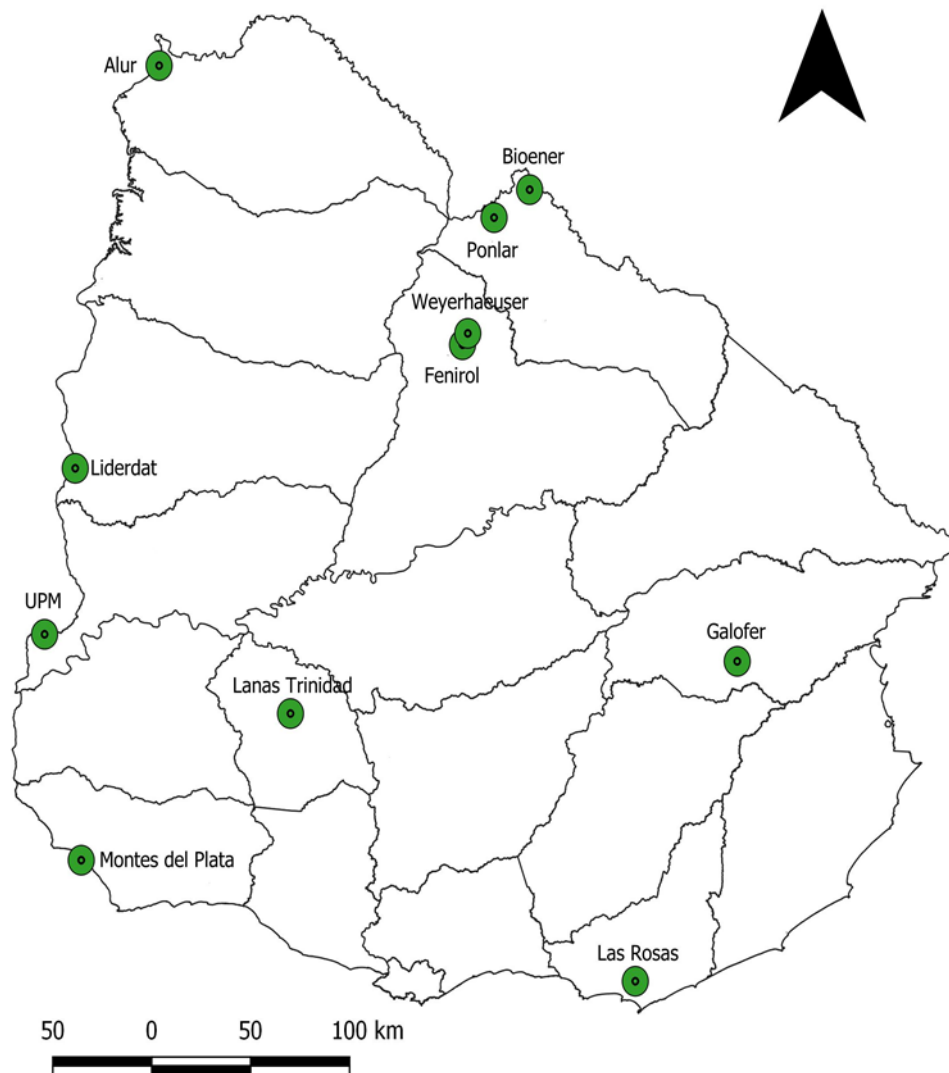 Alur
Bioener
Ponlar
Weyerhaeuser
Fenirol
Liderdat
UPM
Galofer
Lanas Trinidad
Montes del Plata
Las Rosas
50 0 50 100 km